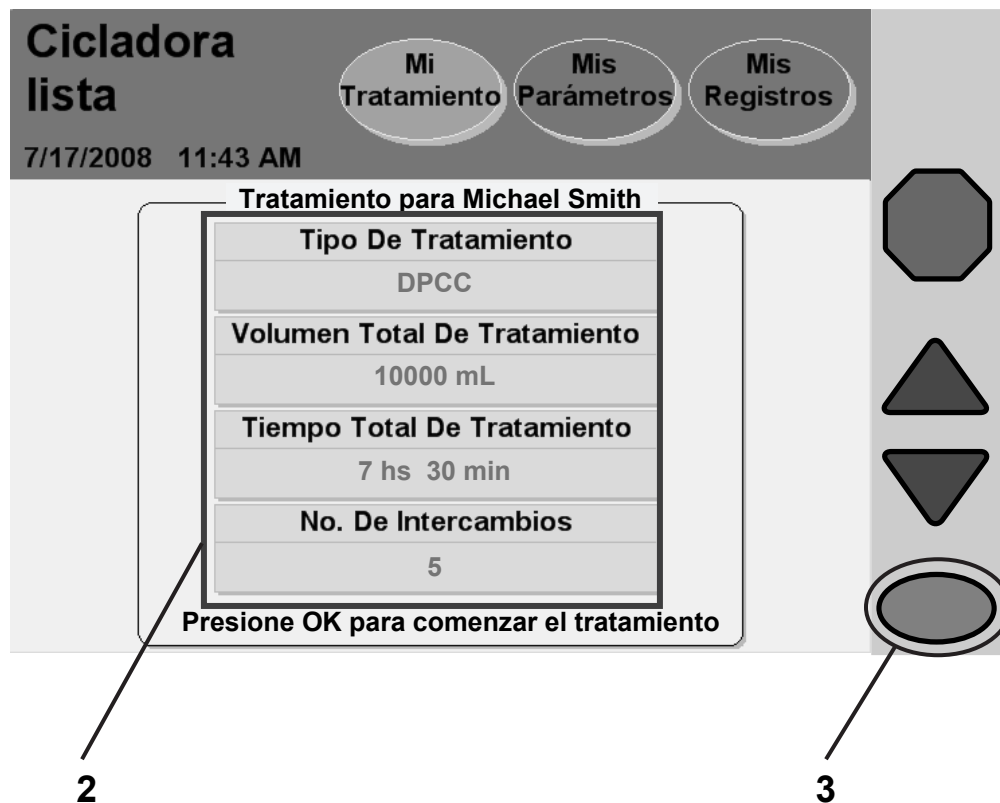 Cicladora
lista
7/17/2008 11:43 AM
Mi
Tratamiento
Mis
Parámetros
Mis
Registros
Tratamiento para Michael Smith
Tipo De Tratamiento
DPCC
Volumen Total De Tratamiento
10000 mL
Tiempo Total De Tratamiento
7 hs 30 min
No. De Intercambios
5
Presione OK para comenzar el tratamiento
2
3